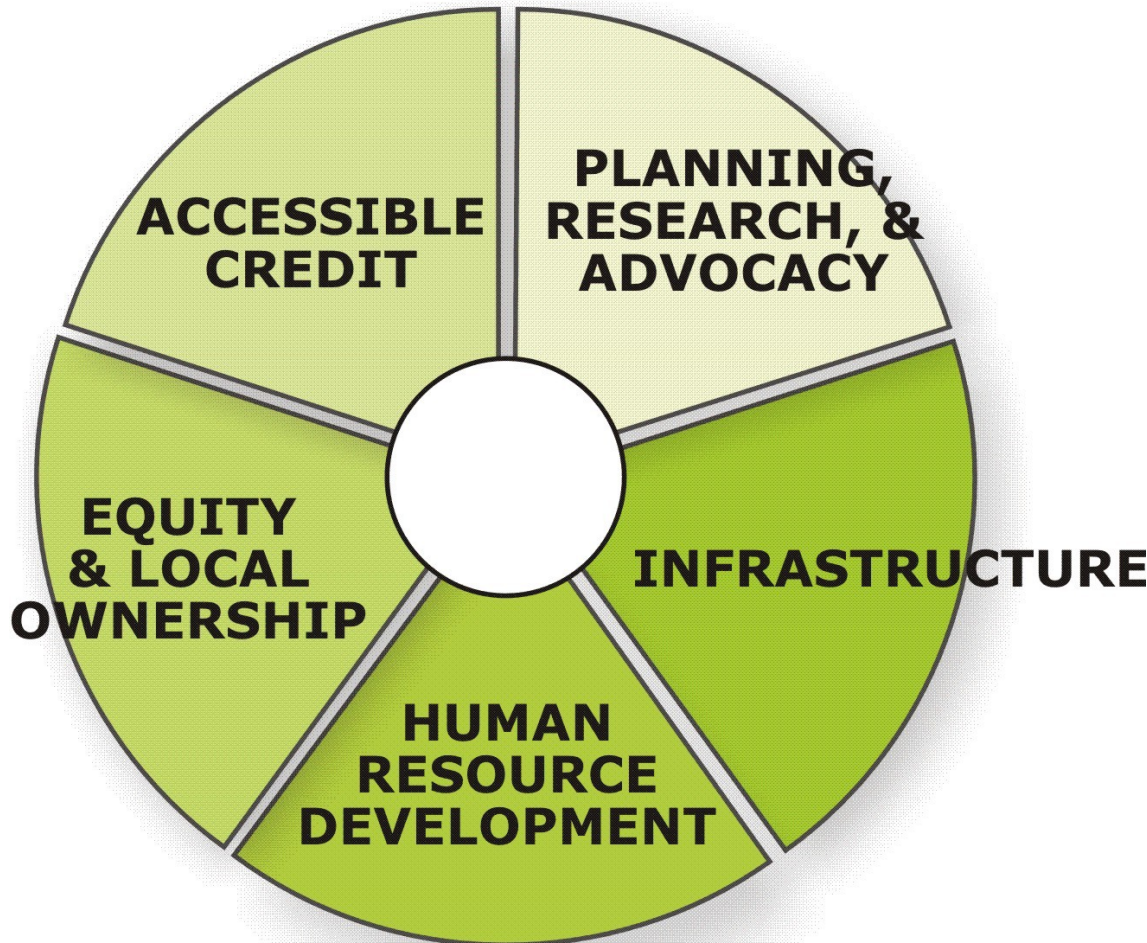 ACCESSIBLE
CREDIT
PLANNING,
RESEARCH, &
ADVOCACY
EQUITY
& LOCAL
OWNERSHIP
INFRASTRUCTURE
HUMAN
RESOURCE
DEVELOPMENT